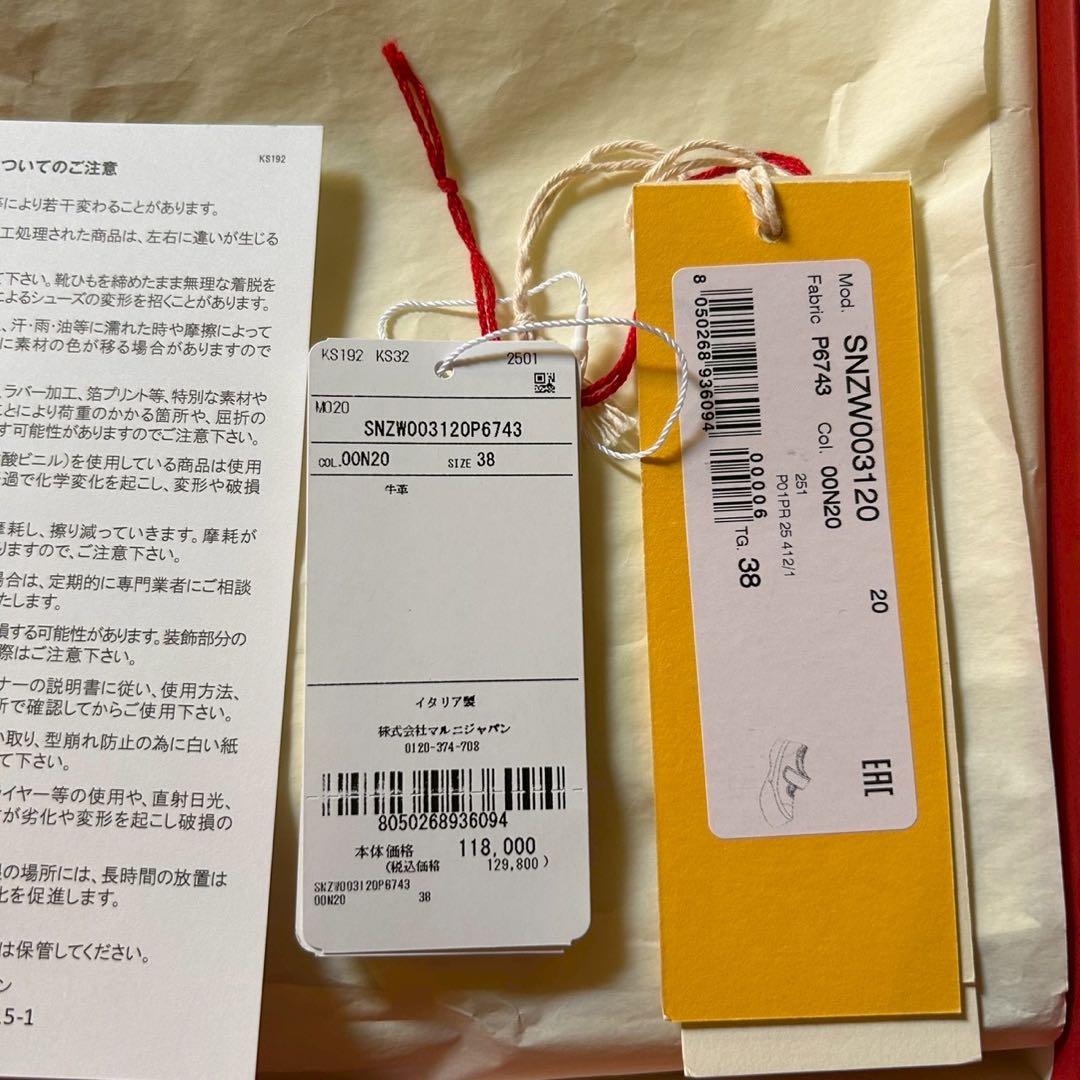 ついてのご注意
KS192
により若干変わることがあります。
工処理された商品は、左右に違いが生じる
て下さい。靴ひもを締めたまま無理な着脱を
によるシューズの変形を招くことがあります。
、汗・雨・油等に濡れた時や摩擦によって
に素材の色が移る場合がありますので
、ラバー加工、箔プリント等、特別な素材や
ことにより荷重のかかる箇所や、屈折の
す可能性がありますのでご注意下さい。
酸ビニル)を使用している商品は使用
過で化学変化を起こし、変形や破損
摩耗し、擦り減っていきます。摩耗が
りますので、ご注意下さい。
場合は、定期的に専門業者にご相談
たします。
損する可能性があります。装飾部分の
際はご注意下さい。
ナーの説明書に従い、使用方法、
所で確認してからご使用下さい。
い取り、型崩れ防止の為に白い紙
て下さい。
ライヤー等の使用や、直射日光、
が劣化や変形を起こし破損の
の場所には、長時間の放置は
化を促進します。
は保管してください。
ン
5-1
KS192 KS32 2501
M020
SNZW003120P6743
COL.00N20 SIZE 38
牛革
イタリア製
株式会社マルニジャパン
0120-374-708
8050268936094
本体価格 118,000
(税込価格 129,800)
SNZW003120P6743
00N20 38
Mod. SNZW003120 20
Fabric P6743 Col. 00N20
251
P01PR 25 412/1
000006 TG. 38
8 050268 936094
EAC